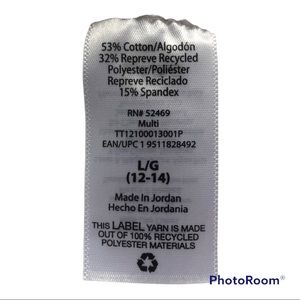 53% Cotton/Algodón
32% Repreve Recycled
Polyester/Poliéster
Repreve Reciclado
15% Spandex
RN# 52469
Multi
TT12100013001P
EAN/UPC 1 9511828492
L/G
(12-14)
Made In Jordan
Hecho En Jordania
THIS LABEL YARN IS MADE
OUT OF 100% RECYCLED
POLYESTER MATERIALS
PhotoRoom®